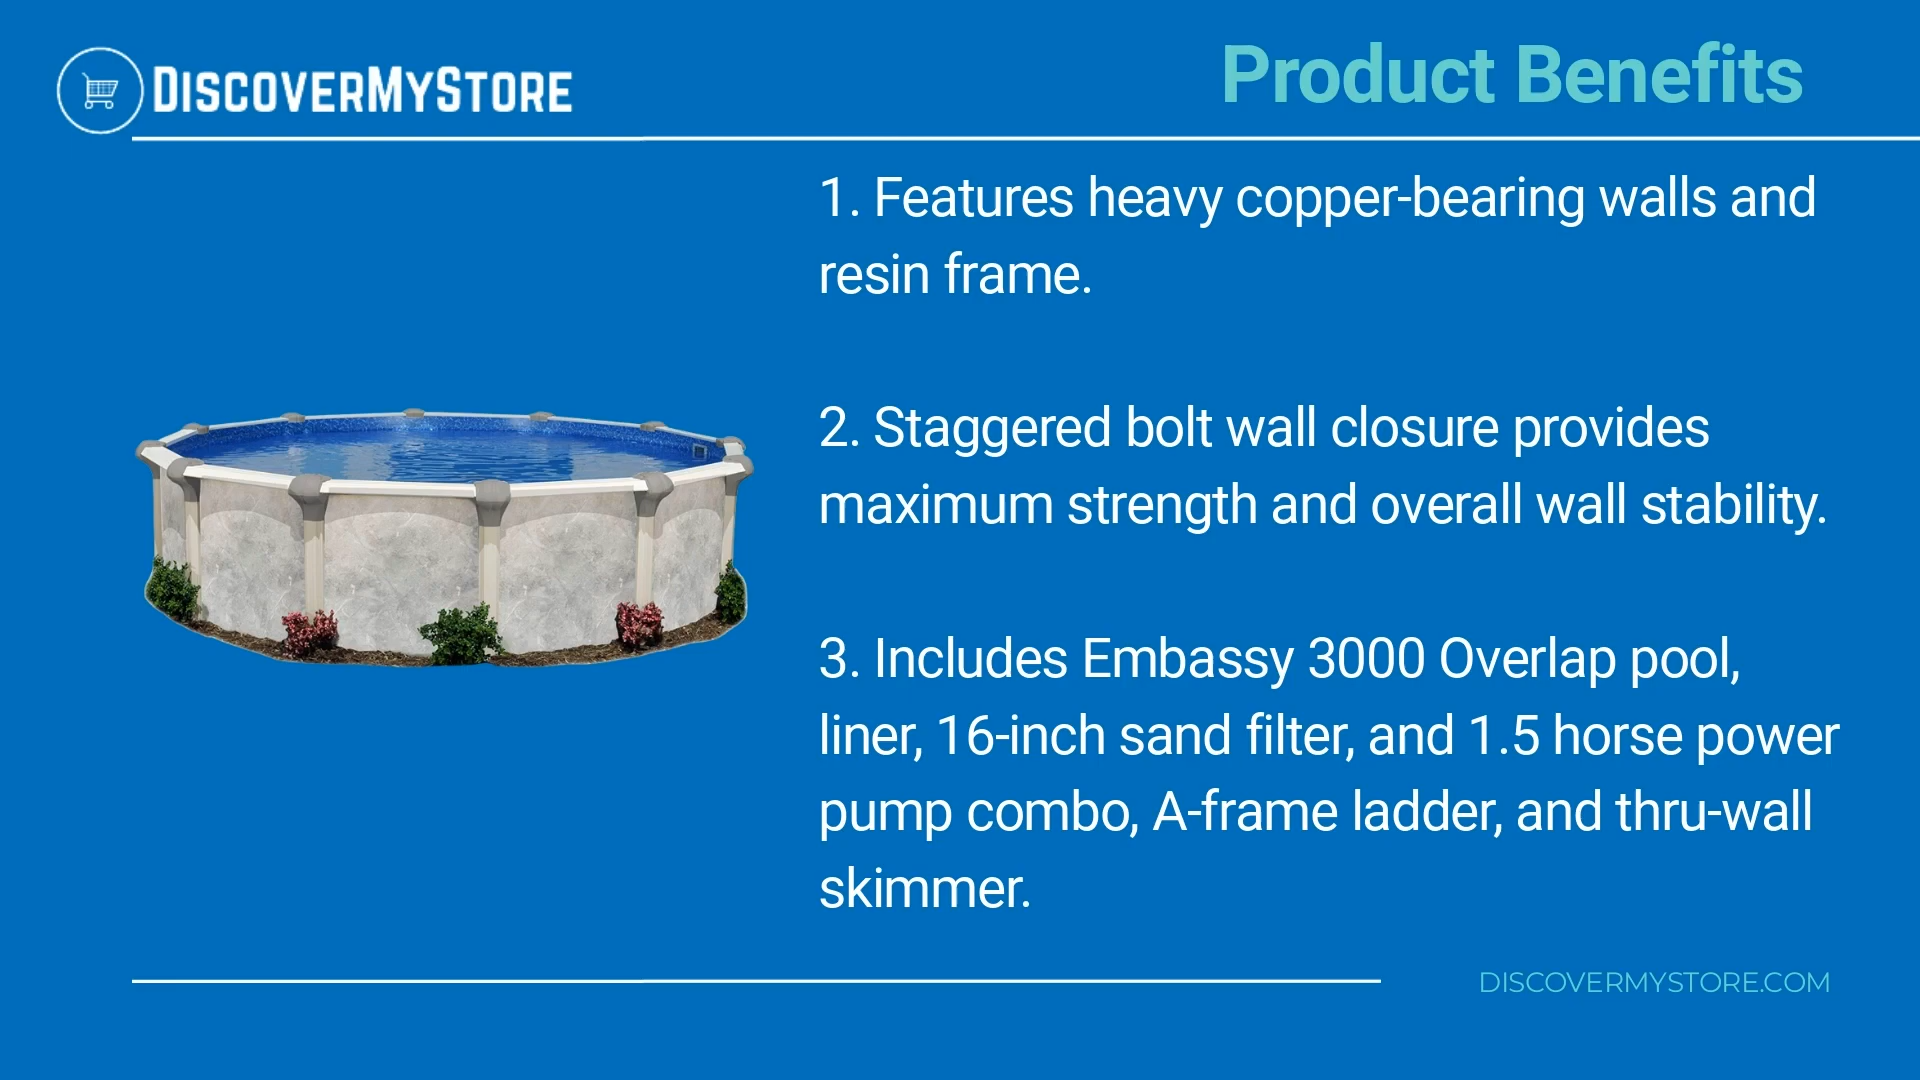 DiscoverMyStore
Product Benefits
1. Features heavy copper-bearing walls and
resin frame.
2. Staggered bolt wall closure provides
maximum strength and overall wall stability.
3. Includes Embassy 3000 Overlap pool,
liner, 16-inch sand filter, and 1.5 horse power
pump combo, A-frame ladder, and thru-wall
skimmer.
DISCOVERMYSTORE.COM